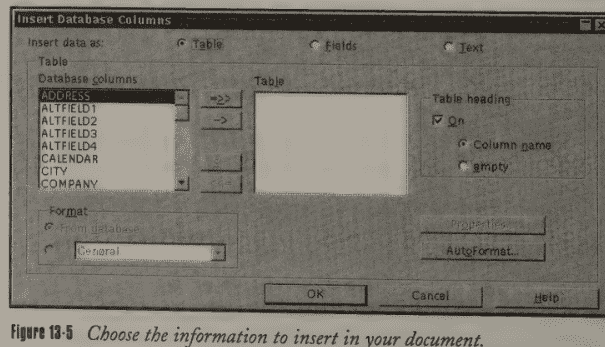 Insert Database Columns
Insert data as: Table Fields Text
Table
Database columns
Table
ADDRESS
ALTFIELD1
ALTFIELD2
ALTFIELD3
ALTFIELD4
CALENDAR
CITY
COMPANY
=>>
->
Table heading
On
Column name
empty
Format
From database
General
Properties...
AutoFormat...
OK Cancel Help
Figure 13-5 Choose the information to insert in your document.